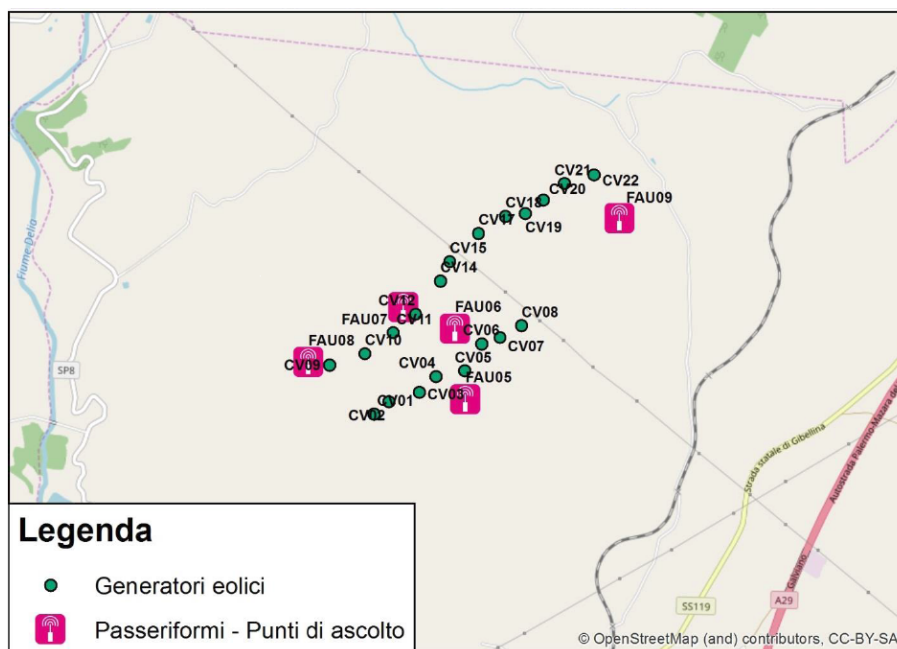 CV21
CV22
CV18
CV20
FAU09
CV17
CV19
CV15
CV14
Fiume Delia
CV12
FAU06
CV08
FAU07
CV11
CV06
FAU08
CV10
CV07
CV09
CV04
CV05
SP8
FAU05
CV01
CV03
CV02
Strada statale di Gibellina
Autostrada Palermo-Mazara de
Galviano
SS119
A29
Legenda
Generatori eolici
Passeriformi - Punti di ascolto
© OpenStreetMap (and) contributors, CC-BY-SA